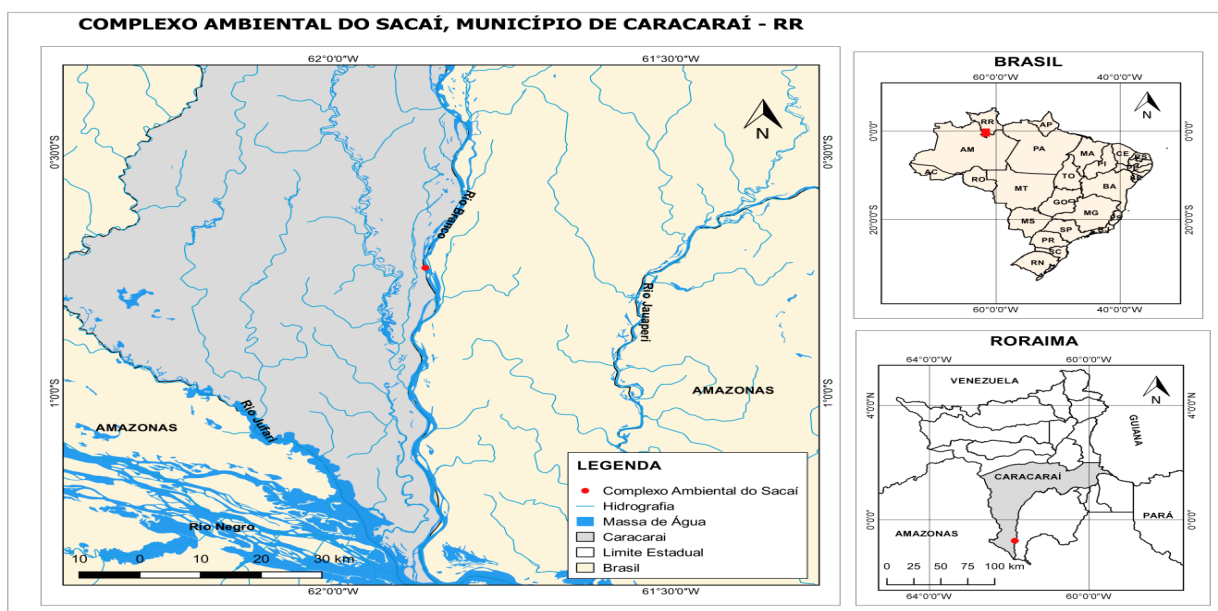 COMPLEXO AMBIENTAL DO SACAÍ, MUNICÍPIO DE CARACARAÍ - RR
62°0'0"W 61°30'0"W
0°30'0"S 0°30'0"S
1°0'0"S 1°0'0"S
62°0'0"W 61°30'0"W
N
Rio Branco
Rio Jauaperi
AMAZONAS
Rio Jufari
AMAZONAS
Rio Negro
10 0 10 20 30 km
LEGENDA
Complexo Ambiental do Sacaí
Hidrografia
Massa de Água
Caracarai
Limite Estadual
Brasil
BRASIL
60°0'0"W 40°0'0"W
0°0'0"S 0°0'0"S
20°0'0"S 20°0'0"S
60°0'0"W 40°0'0"W
N
RR AP
AM PA MA CE
AC RO TO PI
MT BA
GO
MS MG
SP
PR
SC
RN
RORAIMA
64°0'0"W 60°0'0"W
4°0'0"N 4°0'0"N
0°0'0"S 0°0'0"S
64°0'0"W 60°0'0"W
N
VENEZUELA
GUIANA
CARACARAÍ
PARÁ
AMAZONAS
0 25 50 75 100 km